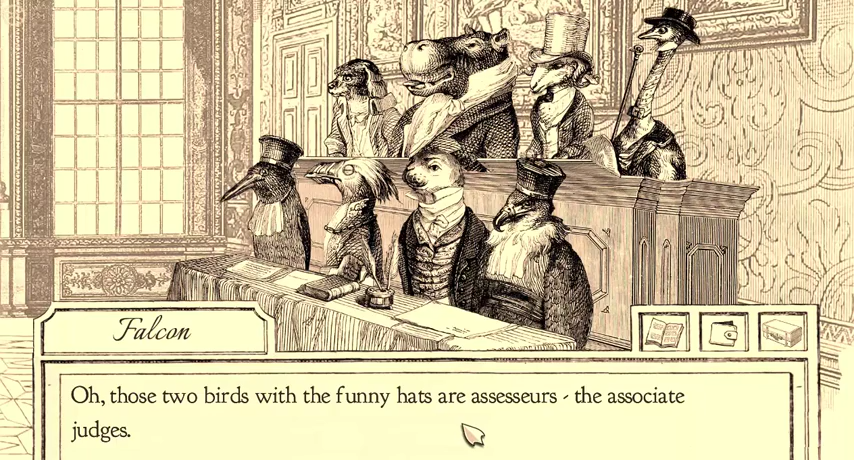 Falcon
Oh, those two birds with the funny hats are assesseurs - the associate
judges.